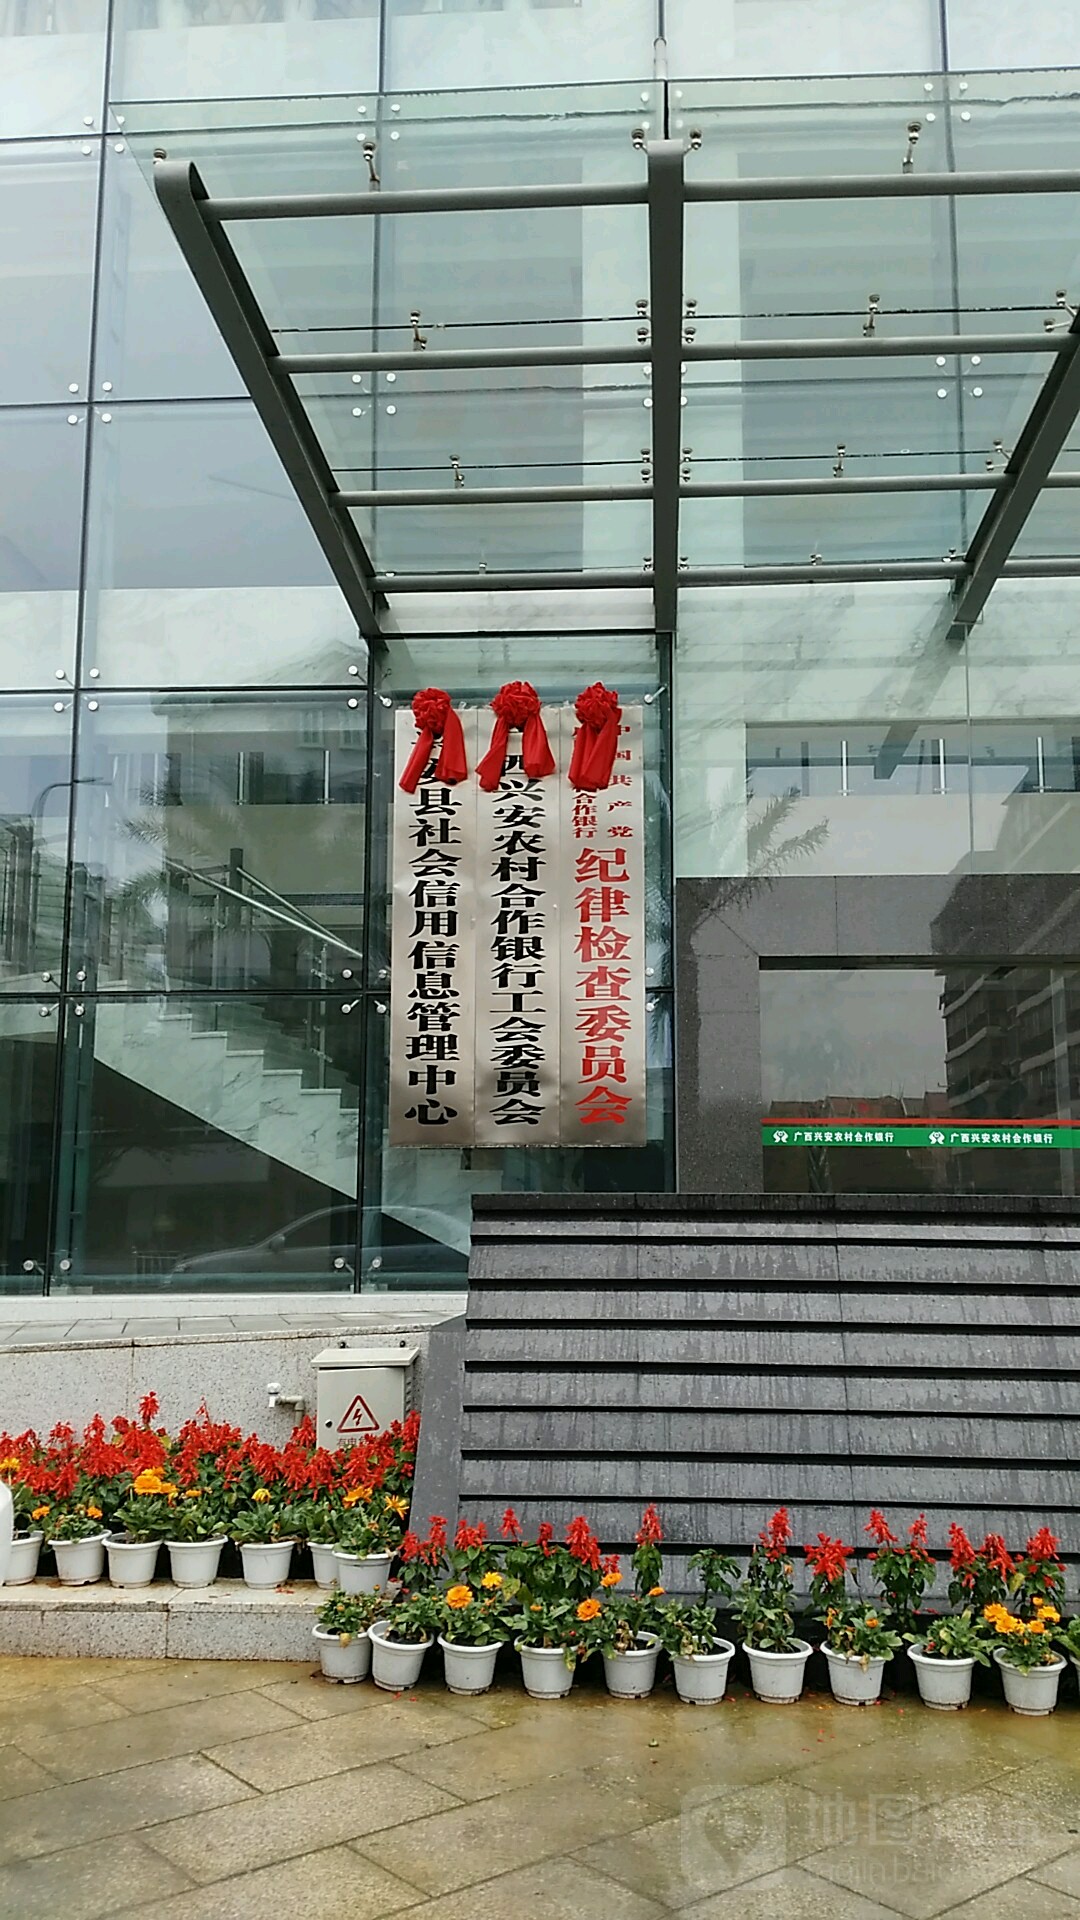 县社会信用信息管理中心
兴安农村合作银行工会委员会
中国共产党
合作银行
纪律检查委员会
广西兴安农村合作银行
广西兴安农村合作银行